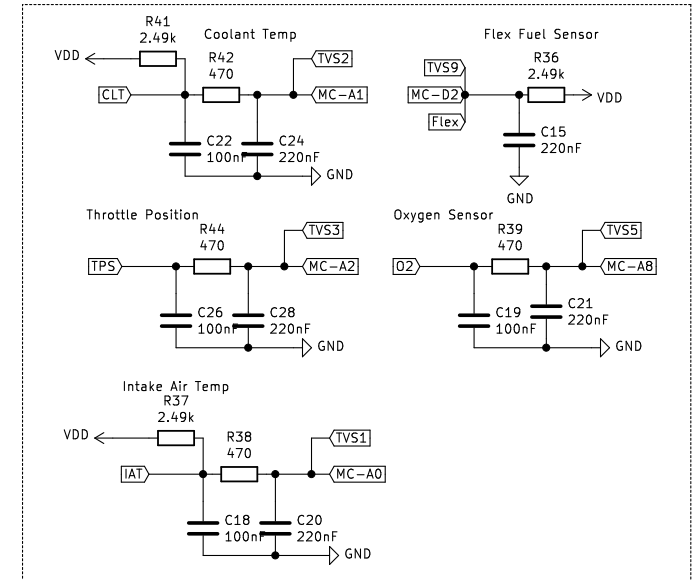 R41
2.49k
Coolant Temp
VDD
R42
470
TVS2
CLT
MC-A1
C22
100nF
C24
220nF
GND
Flex Fuel Sensor
R36
2.49k
TVS9
MC-D2
VDD
Flex
C15
220nF
GND
Throttle Position
R44
470
TVS3
TPS
MC-A2
C26
100nF
C28
220nF
GND
Oxygen Sensor
R39
470
TVS5
O2
MC-A8
C19
100nF
C21
220nF
GND
Intake Air Temp
R37
2.49k
VDD
R38
470
TVS1
IAT
MC-A0
C18
100nF
C20
220nF
GND